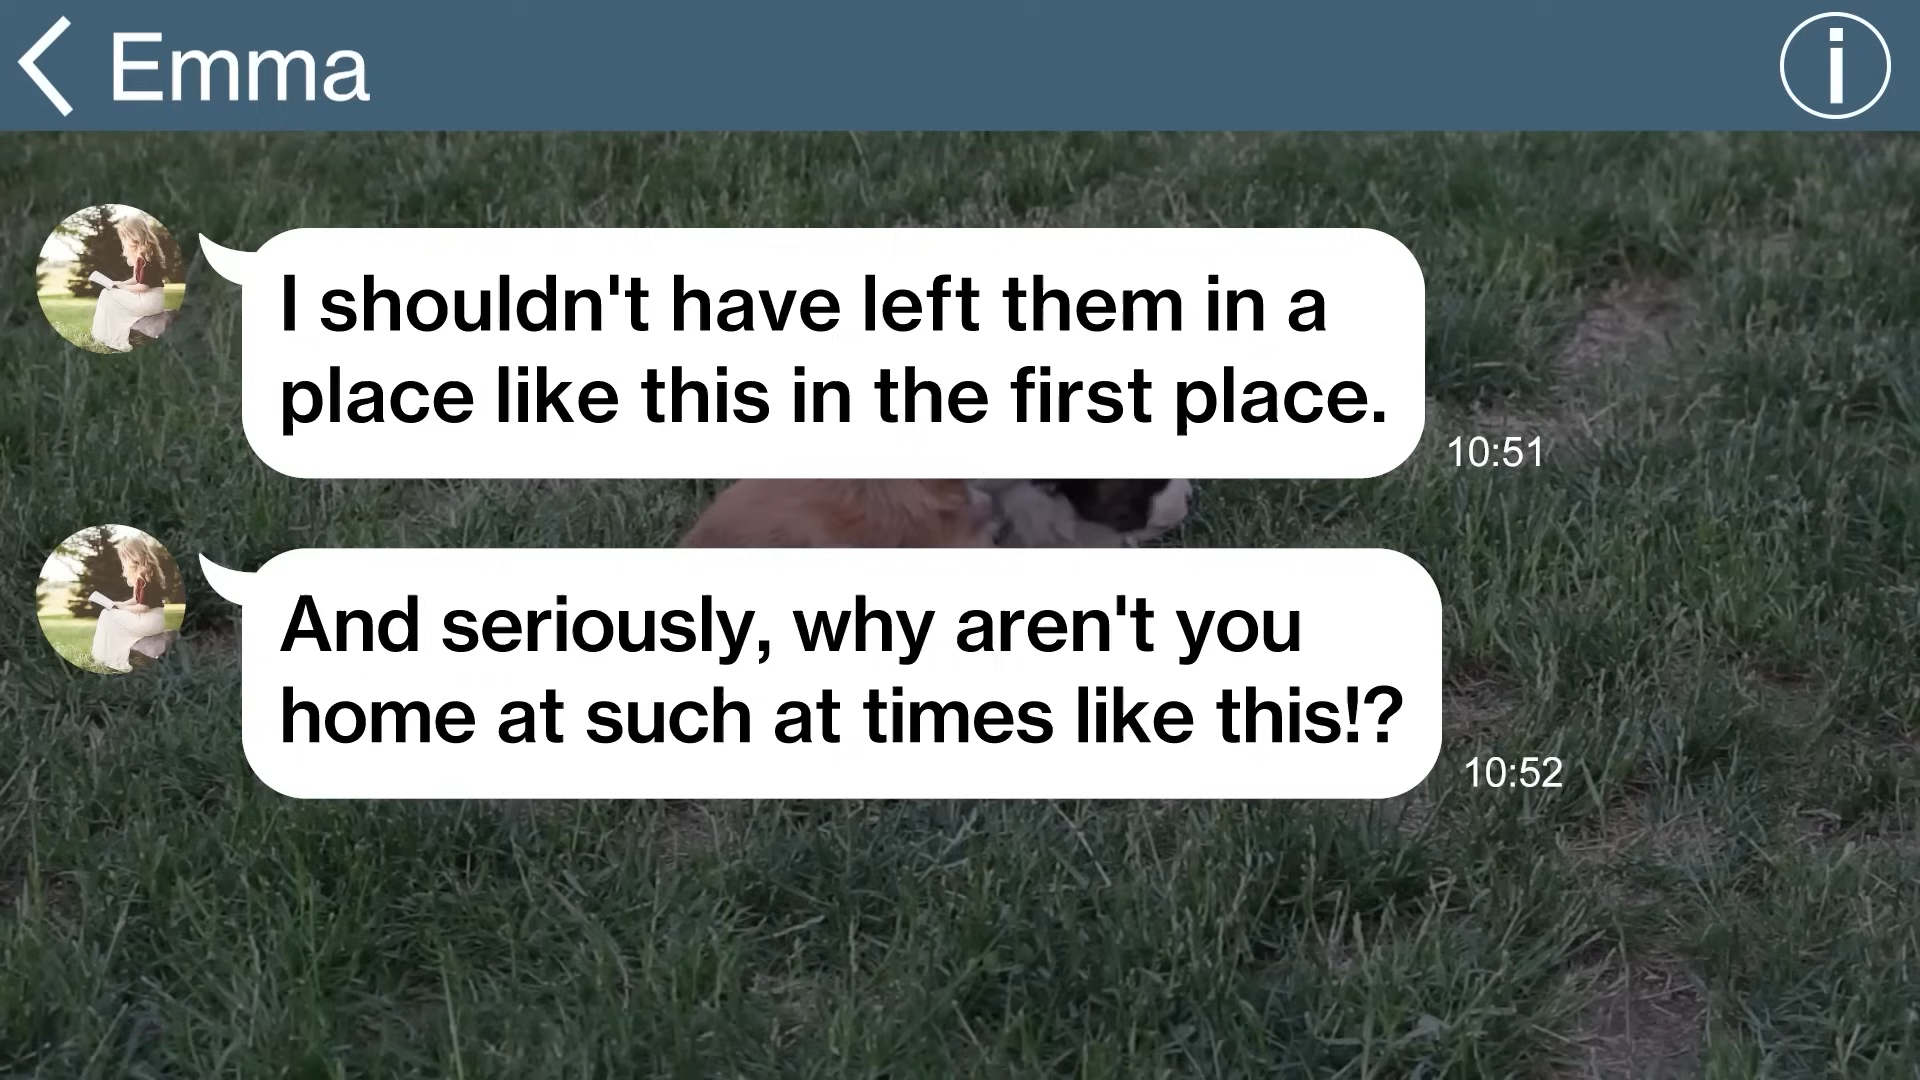 Emma
I shouldn't have left them in a
place like this in the first place.
10:51
And seriously, why aren't you
home at such at times like this!?
10:52